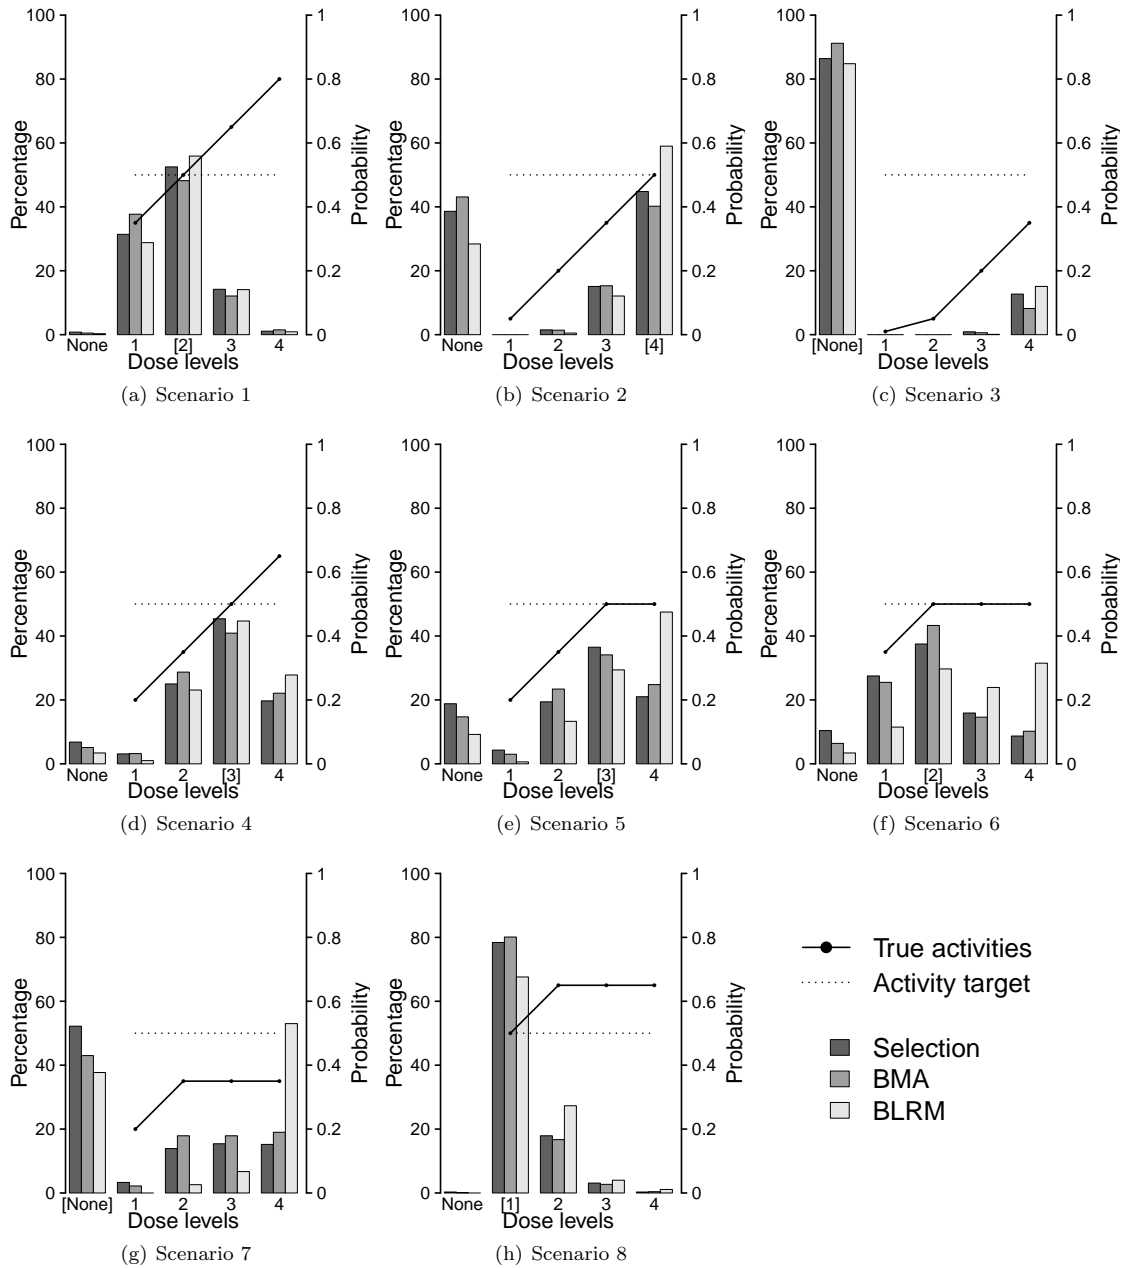 100 80 60 40 20 0
Percentage
None 1 [2] 3 4
Dose levels
1 0.8 0.6 0.4 0.2 0
Probability
(a) Scenario 1
100 80 60 40 20 0
Percentage
None 1 2 3 [4]
Dose levels
1 0.8 0.6 0.4 0.2 0
Probability
(b) Scenario 2
100 80 60 40 20 0
Percentage
[None] 1 2 3 4
Dose levels
1 0.8 0.6 0.4 0.2 0
Probability
(c) Scenario 3
100 80 60 40 20 0
Percentage
None 1 2 [3] 4
Dose levels
1 0.8 0.6 0.4 0.2 0
Probability
(d) Scenario 4
100 80 60 40 20 0
Percentage
None 1 2 [3] 4
Dose levels
1 0.8 0.6 0.4 0.2 0
Probability
(e) Scenario 5
100 80 60 40 20 0
Percentage
None 1 [2] 3 4
Dose levels
1 0.8 0.6 0.4 0.2 0
Probability
(f) Scenario 6
100 80 60 40 20 0
Percentage
[None] 1 2 3 4
Dose levels
1 0.8 0.6 0.4 0.2 0
Probability
(g) Scenario 7
100 80 60 40 20 0
Percentage
None [1] 2 3 4
Dose levels
1 0.8 0.6 0.4 0.2 0
Probability
(h) Scenario 8
True activities
Activity target
Selection
BMA
BLRM